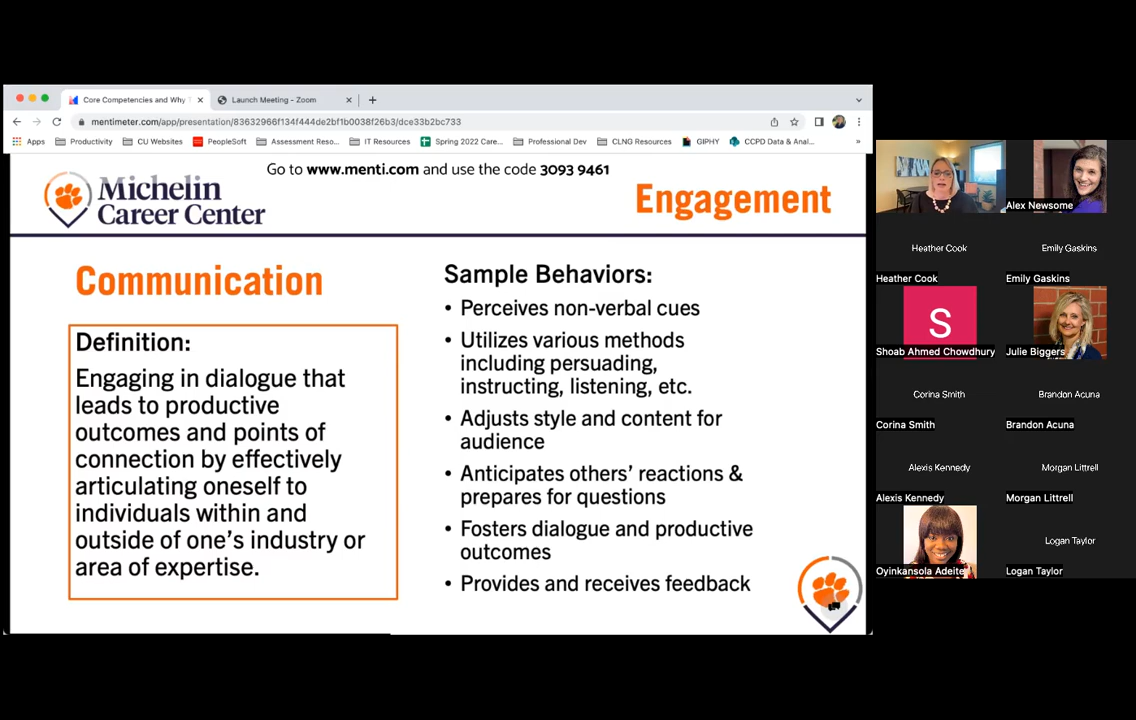 Core Competencies and Why
Launch Meeting - Zoom
mentimeter.com/app/presentation/83632966f134f444de2bf1b0038f26b3/dce33b2bc733
Apps
Productivity
CU Websites
PeopleSoft
Assessment Reso...
IT Resources
Spring 2022 Care...
Professional Dev
CLNG Resources
GIPHY
CCPD Data & Anal...
»
Go to www.menti.com and use the code 3093 9461
Michelin
Career Center
Engagement
Communication
Definition:
Engaging in dialogue that
leads to productive
outcomes and points of
connection by effectively
articulating oneself to
individuals within and
outside of one's industry or
area of expertise.
Sample Behaviors:
• Perceives non-verbal cues
• Utilizes various methods
including persuading,
instructing, listening, etc.
• Adjusts style and content for
audience
• Anticipates others' reactions &
prepares for questions
• Fosters dialogue and productive
outcomes
• Provides and receives feedback
Alex Newsome
Heather Cook
Emily Gaskins
Heather Cook
Emily Gaskins
S
Shoab Ahmed Chowdhury
Julie Biggers
Corina Smith
Brandon Acuna
Corina Smith
Brandon Acuna
Alexis Kennedy
Morgan Littrell
Alexis Kennedy
Morgan Littrell
Logan Taylor
Oyinkansola Adeite
Logan Taylor